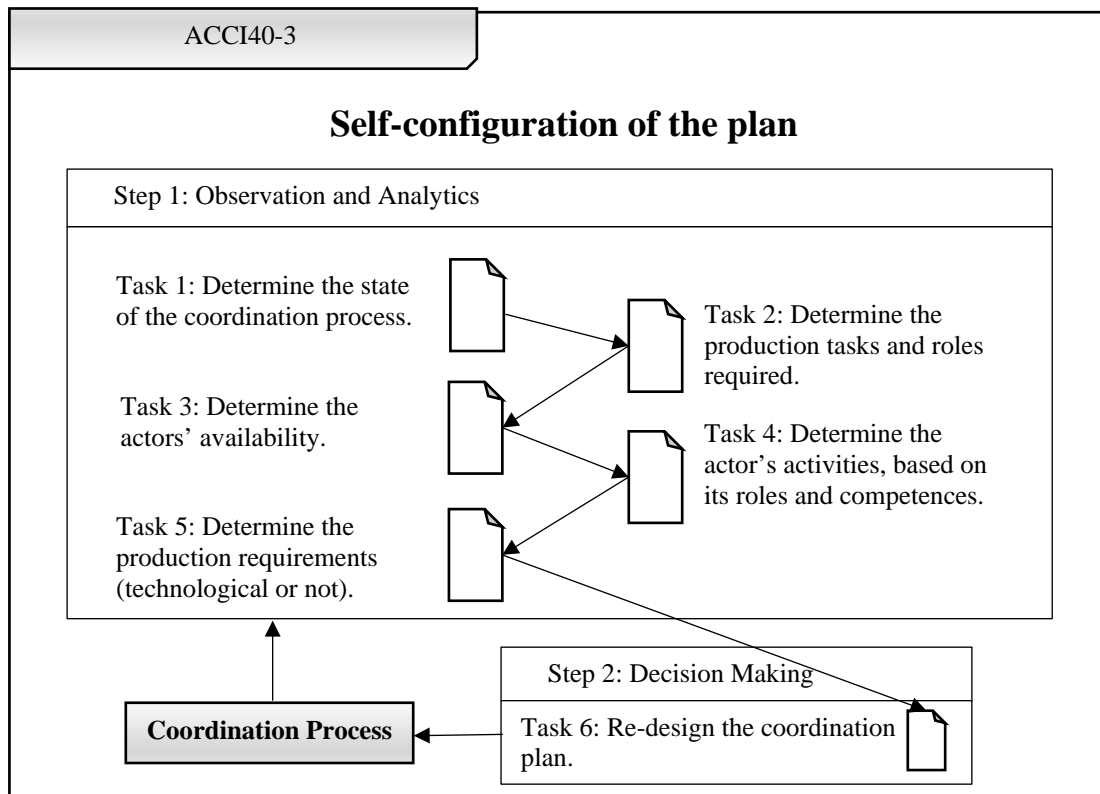 ACCI40-3
Self-configuration of the plan
Step 1: Observation and Analytics
Task 1: Determine the state
of the coordination process.
Task 2: Determine the
production tasks and roles
required.
Task 3: Determine the
actors’ availability.
Task 4: Determine the
actor’s activities, based on
its roles and competences.
Task 5: Determine the
production requirements
(technological or not).
Step 2: Decision Making
Task 6: Re-design the coordination
plan.
Coordination Process